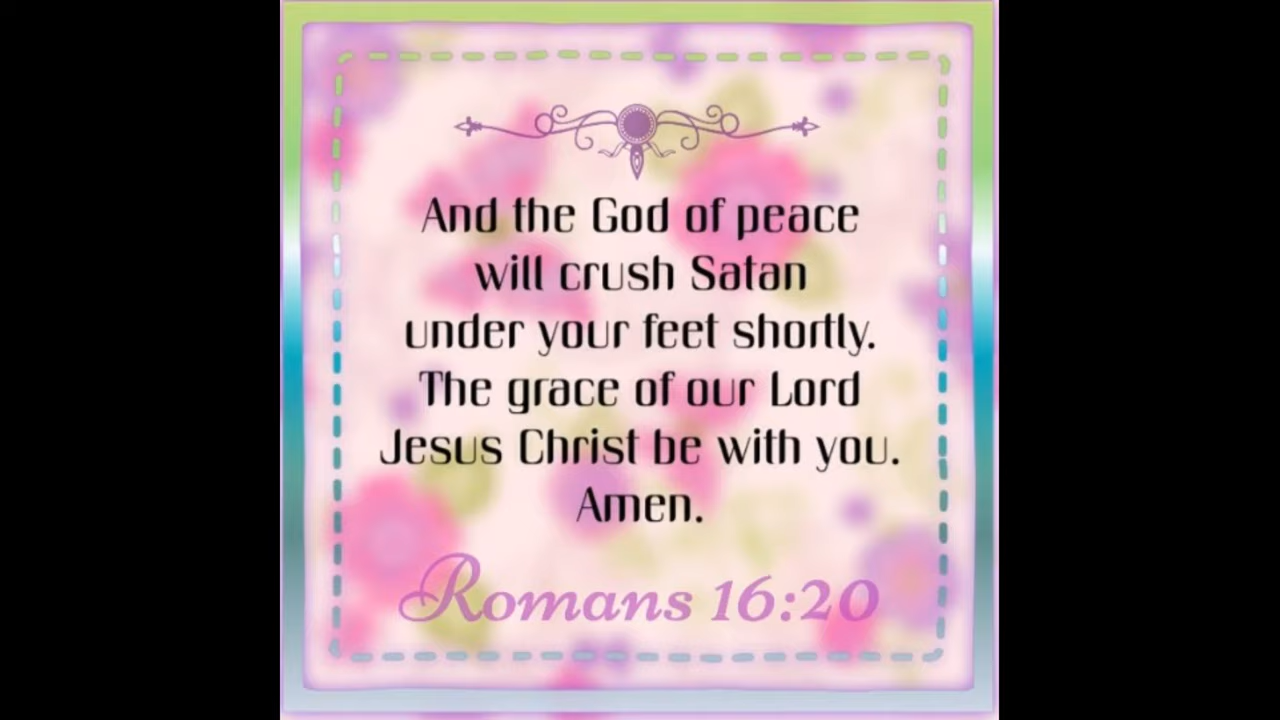 And the God of peace
will crush Satan
under your feet shortly.
The grace of our Lord
Jesus Christ be with you.
Amen.
Romans 16:20